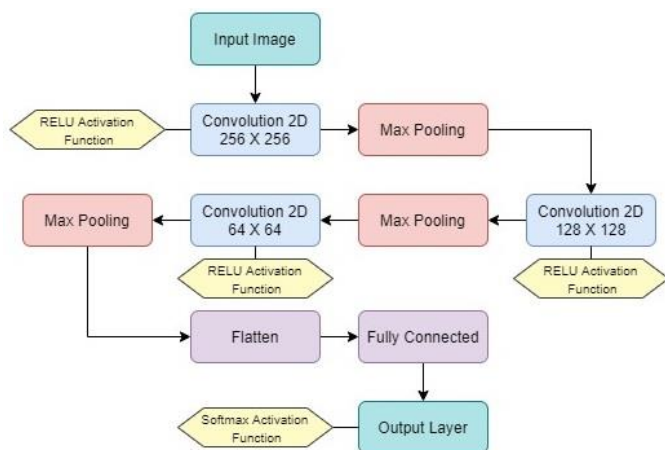 Input Image
RELU Activation
Function
Convolution 2D
256 X 256
Max Pooling
Max Pooling
Convolution 2D
64 X 64
Max Pooling
Convolution 2D
128 X 128
RELU Activation
Function
RELU Activation
Function
Flatten
Fully Connected
Softmax Activation
Function
Output Layer